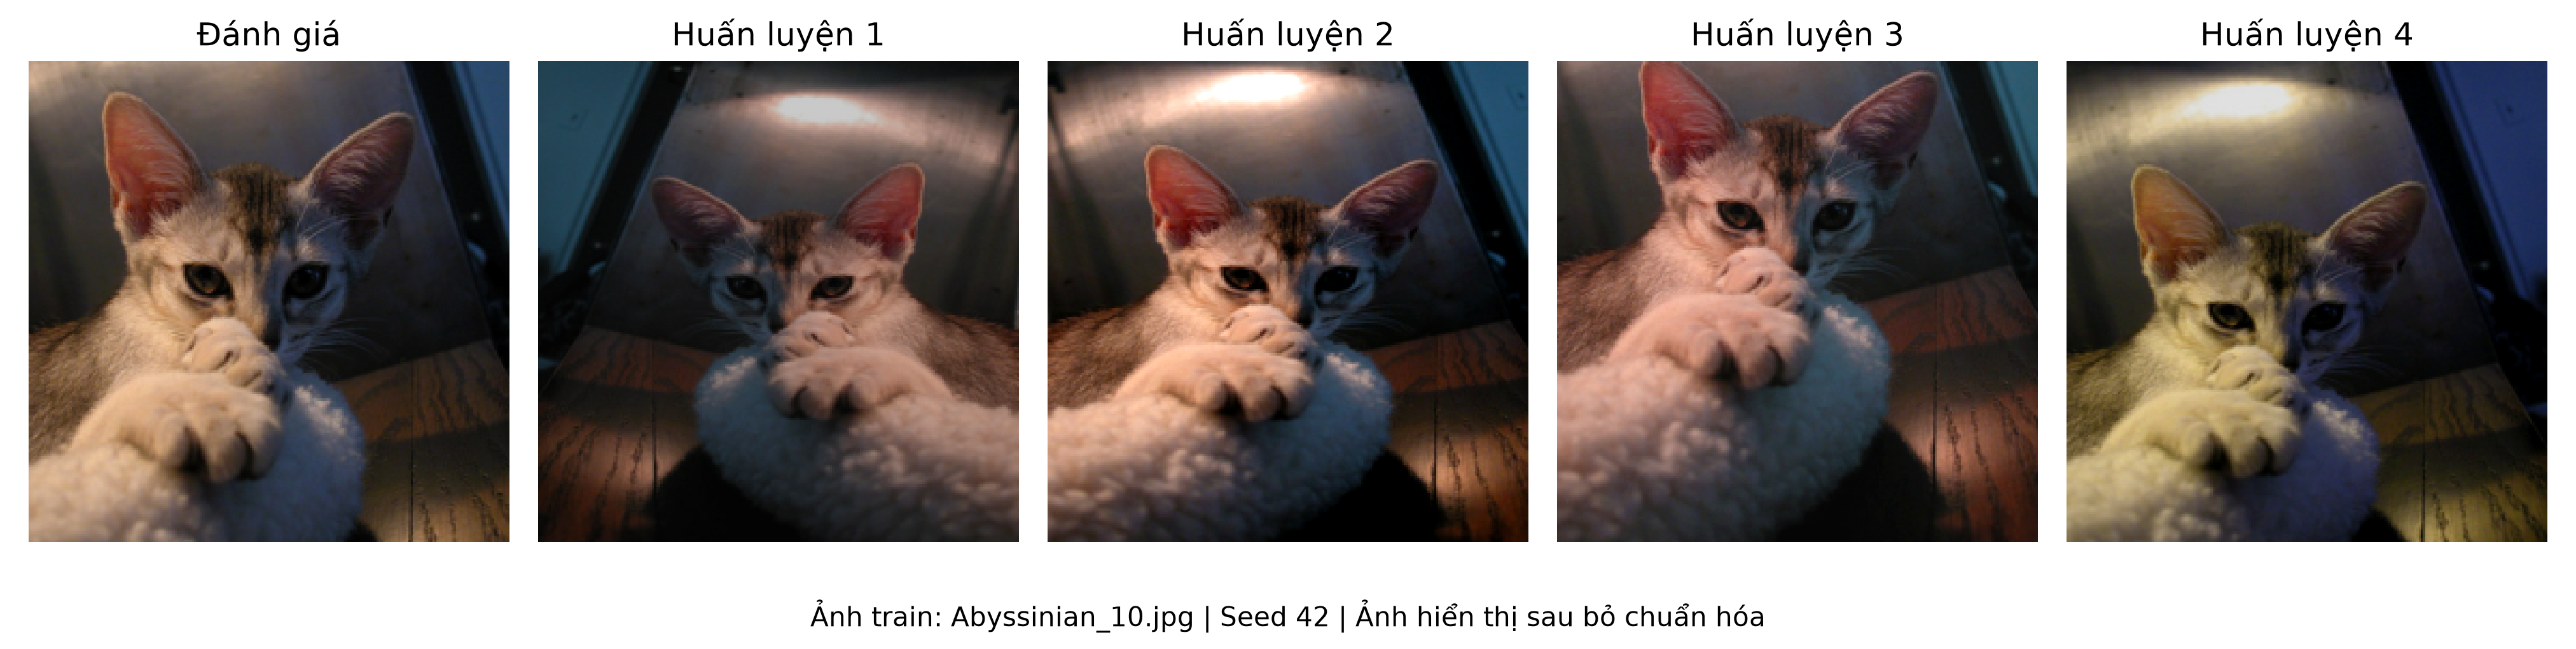 Đánh giá
Huấn luyện 1
Huấn luyện 2
Huấn luyện 3
Huấn luyện 4
Ảnh train: Abyssinian_10.jpg | Seed 42 | Ảnh hiển thị sau bỏ chuẩn hóa